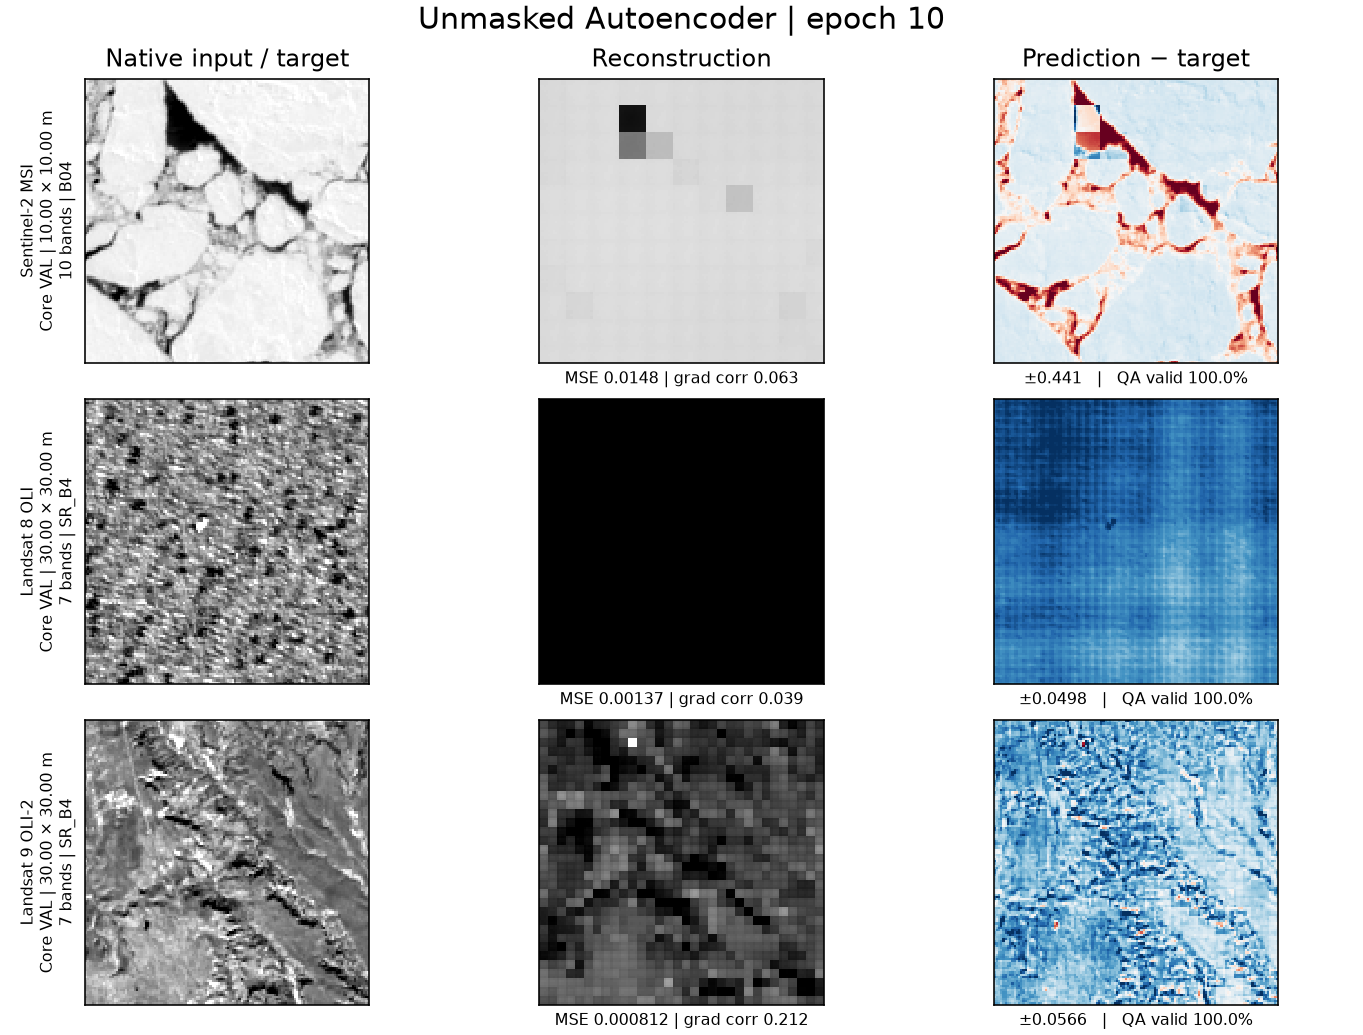 Unmasked Autoencoder | epoch 10
Native input / target
Reconstruction
Prediction − target
Sentinel-2 MSI
Core VAL | 10.00 × 10.00 m
10 bands | B04
MSE 0.0148 | grad corr 0.063
±0.441 | QA valid 100.0%
Landsat 8 OLI
Core VAL | 30.00 × 30.00 m
7 bands | SR_B4
MSE 0.00137 | grad corr 0.039
±0.0498 | QA valid 100.0%
Landsat 9 OLI-2
Core VAL | 30.00 × 30.00 m
7 bands | SR_B4
MSE 0.000812 | grad corr 0.212
±0.0566 | QA valid 100.0%